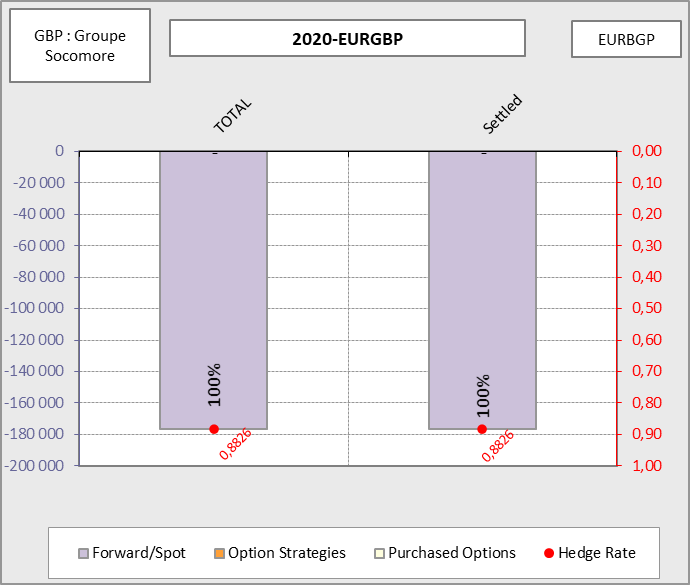 GBP : Groupe
Socomore
2020-EURGBP
EURBGP
TOTAL
Settled
0
-20 000
-40 000
-60 000
-80 000
-100 000
-120 000
-140 000
-160 000
-180 000
-200 000
0,00
0,10
0,20
0,30
0,40
0,50
0,60
0,70
0,80
0,90
1,00
100%
100%
0,8826
0,8826
Forward/Spot
Option Strategies
Purchased Options
Hedge Rate